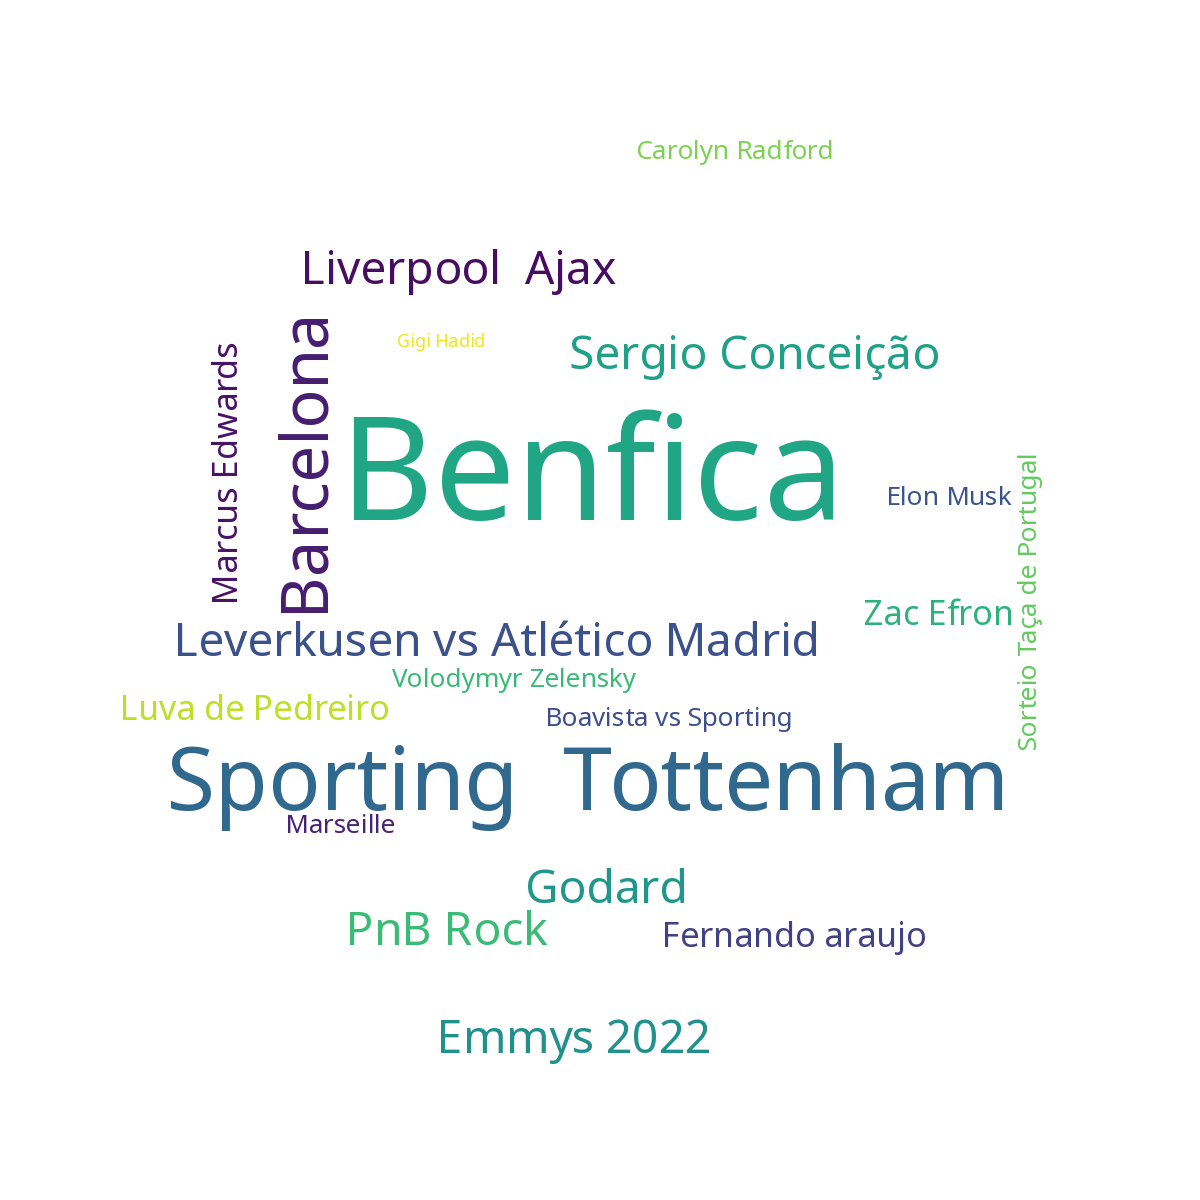 Carolyn Radford
Liverpool  Ajax
Gigi Hadid
Sergio Conceição
Marcus Edwards
Barcelona
Benfica
Elon Musk
Sorteio Taça de Portugal
Zac Efron
Leverkusen vs Atlético Madrid
Volodymyr Zelensky
Luva de Pedreiro
Boavista vs Sporting
Sporting  Tottenham
Marseille
Godard
PnB Rock
Fernando araujo
Emmys 2022